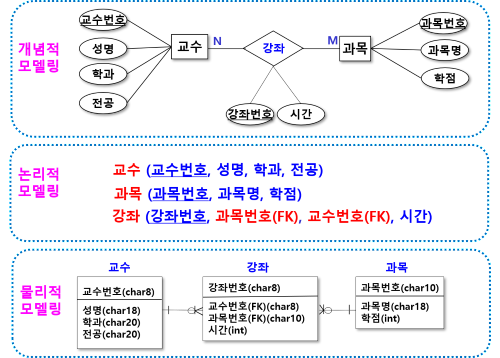 개념적
모델링
교수번호
성명
학과
전공
교수
N
강좌
M
과목
강좌번호
시간
과목번호
과목명
학점
논리적
모델링
교수 (교수번호, 성명, 학과, 전공)
과목 (과목번호, 과목명, 학점)
강좌 (강좌번호, 과목번호(FK), 교수번호(FK), 시간)
물리적
모델링
교수
교수번호(char8)
성명(char18)
학과(char20)
전공(char20)
강좌
강좌번호(char8)
교수번호(FK)(char8)
과목번호(FK)(char10)
시간(int)
과목
과목번호(char10)
과목명(char18)
학점(int)